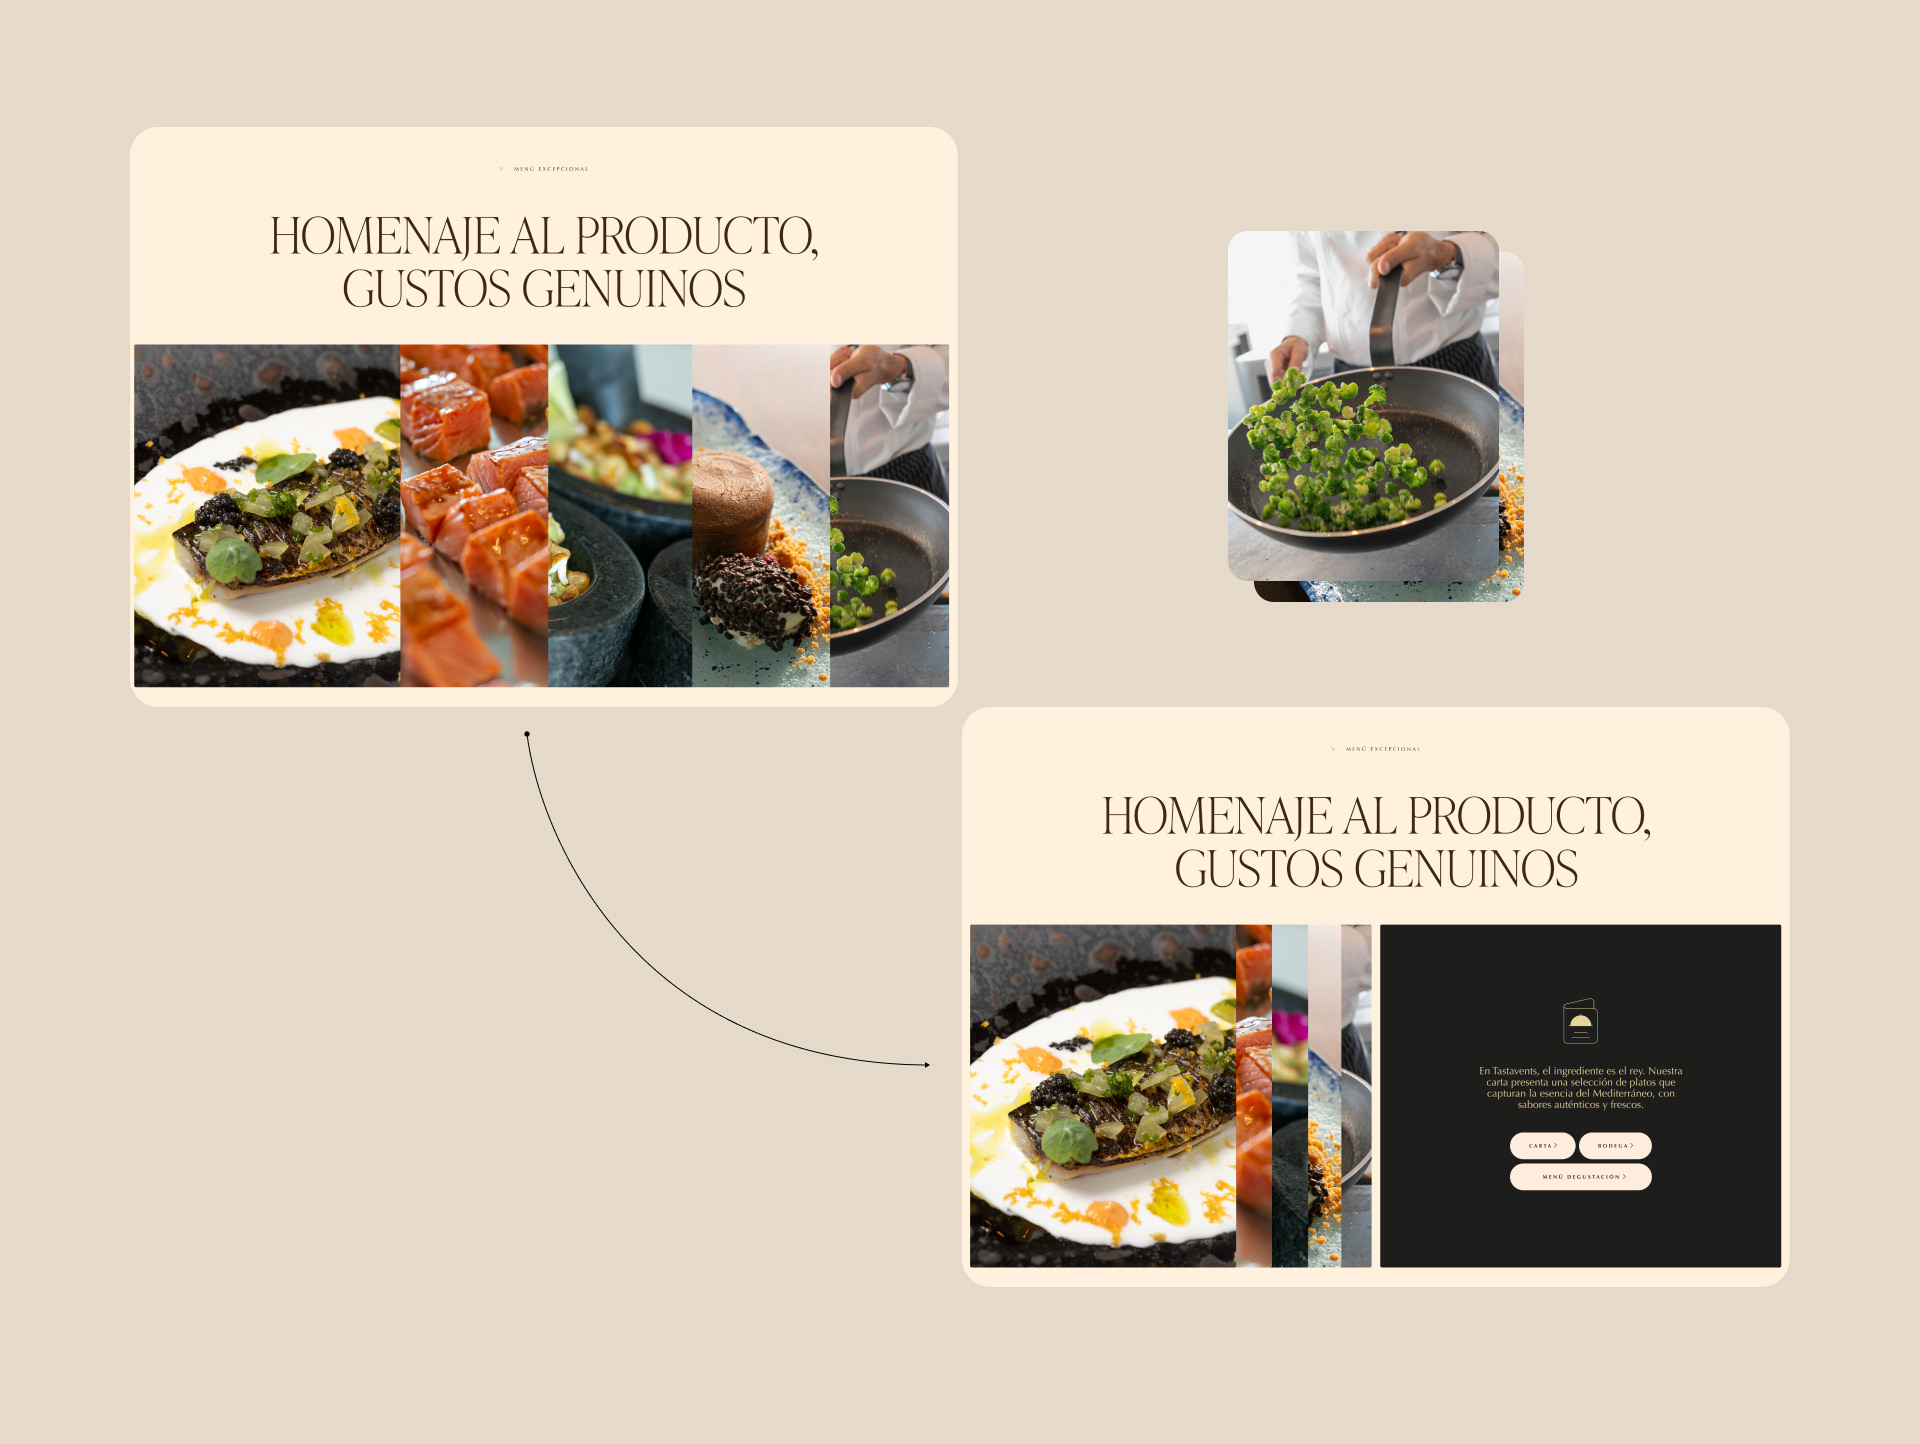 MENÚ EXCEPCIONAL
HOMENAJE AL PRODUCTO,
GUSTOS GENUINOS
MENÚ EXCEPCIONAL
HOMENAJE AL PRODUCTO,
GUSTOS GENUINOS
En Tastavents, el ingrediente es el rey. Nuestra
carta presenta una selección de platos que
capturan la esencia del Mediterráneo, con
sabores auténticos y frescos.
CARTA
BODEGA
MENÚ DEGUSTACIÓN